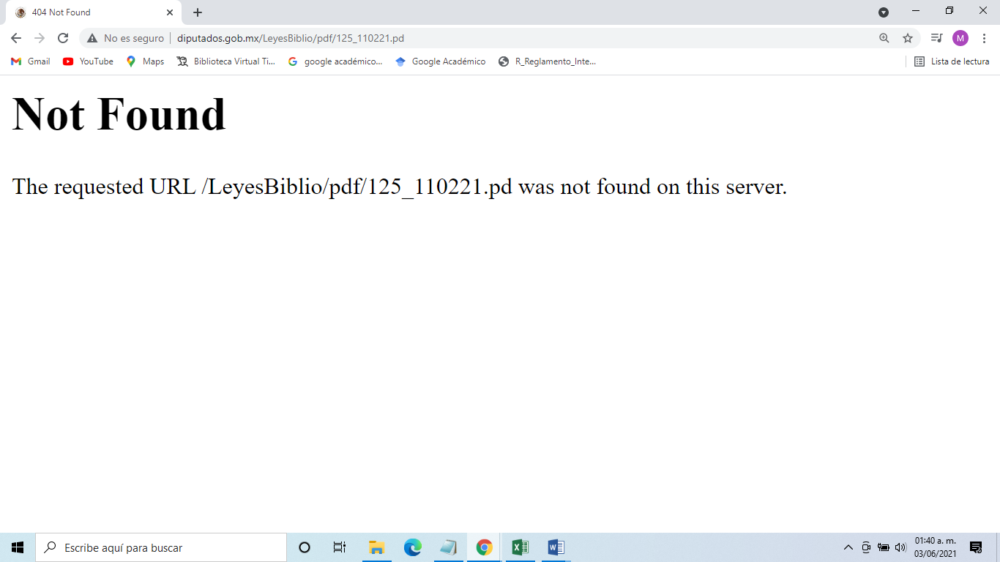 404 Not Found
No es seguro diputados.gob.mx/LeyesBiblio/pdf/125_110221.pd
M
Gmail YouTube Maps Biblioteca Virtual Ti... google académico... Google Académico R_Reglamento_Inte... Lista de lectura
Not Found
The requested URL /LeyesBiblio/pdf/125_110221.pd was not found on this server.
Escribe aquí para buscar
01:40 a. m.
03/06/2021